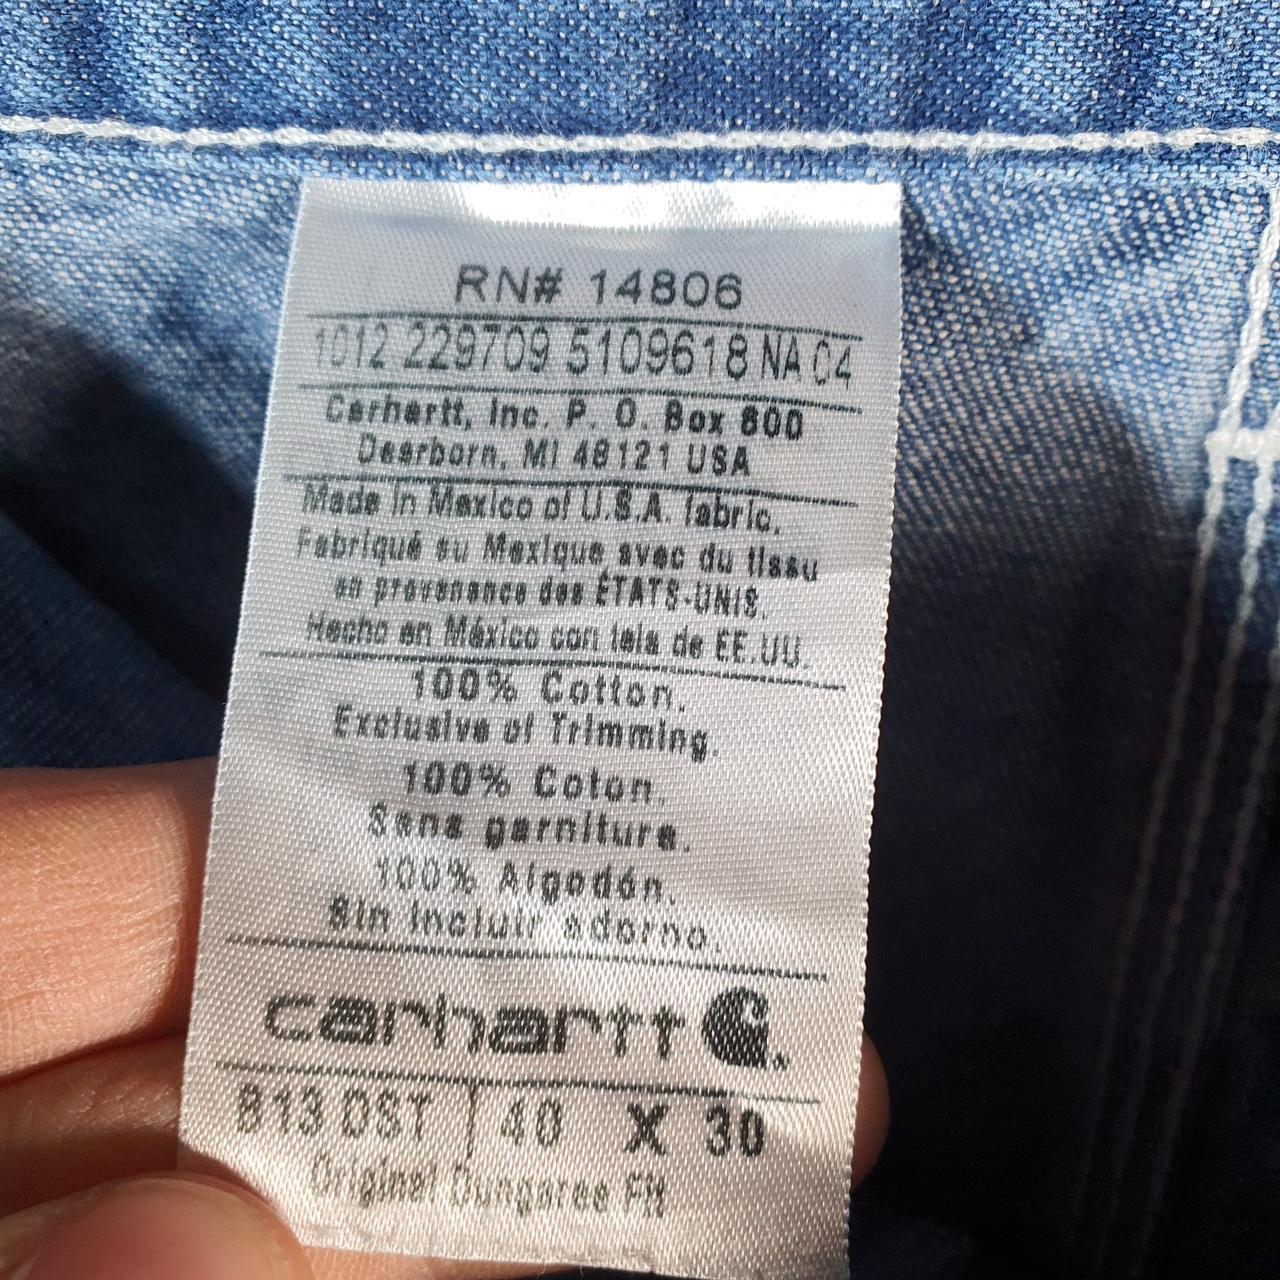 RN# 14806
1012 229709 5109618 NA 04
Carhartt, Inc. P. O. Box 800
Dearborn, MI 48121 USA
Made in Mexico of U.S.A. fabric.
Fabriqué au Mexique avec du tissu
en provenance des ÉTATS-UNIS.
Hecho en México con tela de EE.UU.
100% Cotton.
Exclusive of Trimming.
100% Coton.
Sans garniture.
100% Algodón.
Sin incluir adorno.
carhartt
B13 DST 40 X 30
Original Dungaree Fit